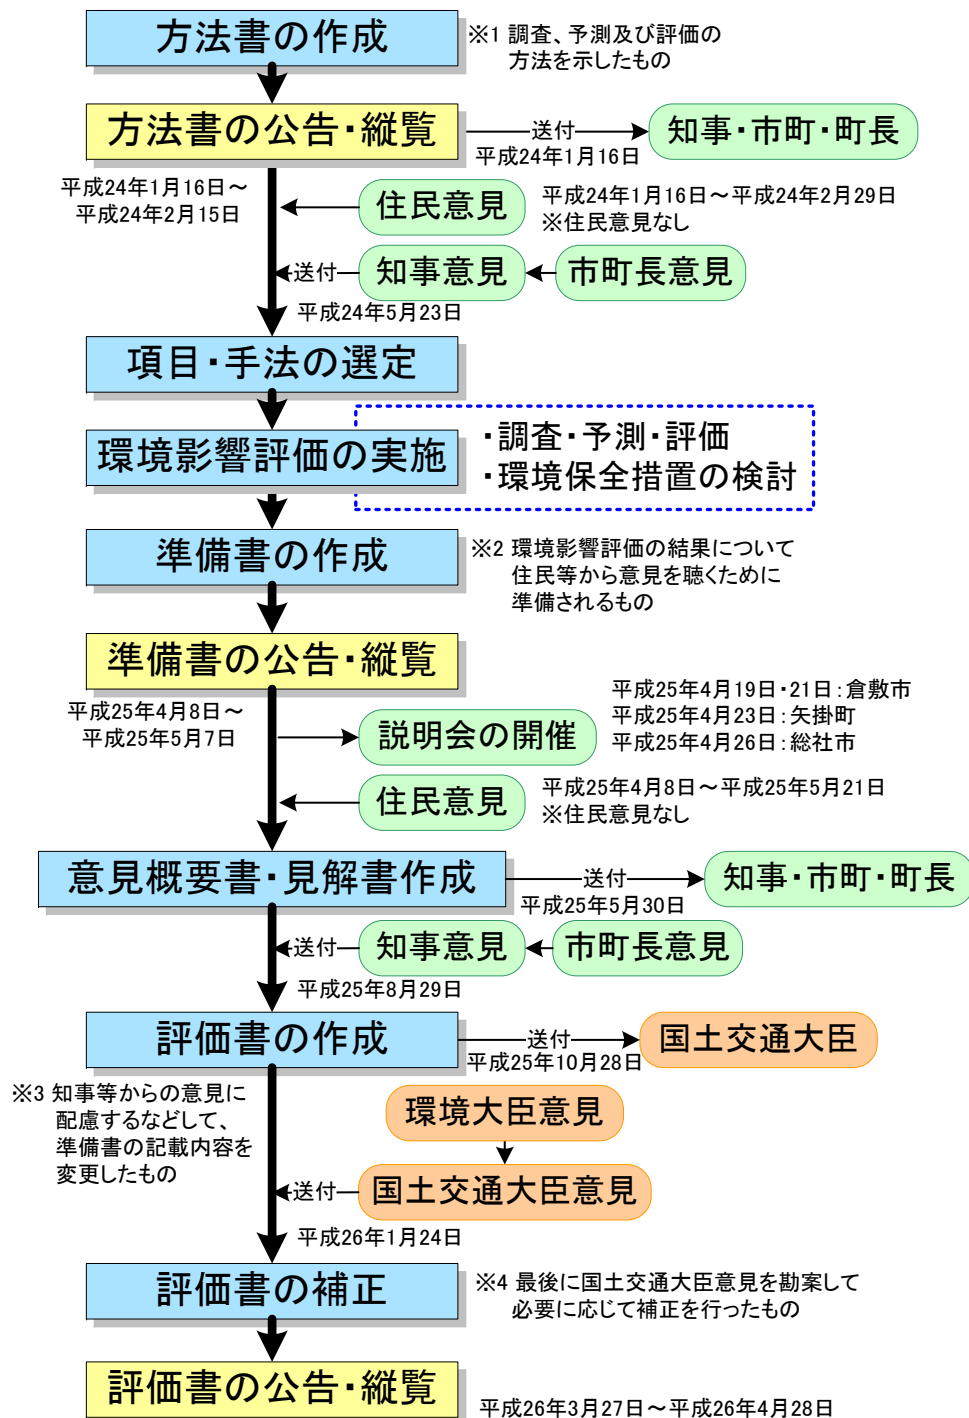 方法書の作成
※1 調査、予測及び評価の
方法を示したもの
方法書の公告・縦覧
送付
平成24年1月16日
知事・市町・町長
平成24年1月16日～
平成24年2月15日
住民意見
平成24年1月16日～平成24年2月29日
※住民意見なし
送付
知事意見
市町長意見
平成24年5月23日
項目・手法の選定
環境影響評価の実施
・調査・予測・評価
・環境保全措置の検討
準備書の作成
※2 環境影響評価の結果について
住民等から意見を聴くために
準備されるもの
準備書の公告・縦覧
平成25年4月8日～
平成25年5月7日
平成25年4月19日・21日：倉敷市
平成25年4月23日：矢掛町
平成25年4月26日：総社市
説明会の開催
住民意見
平成25年4月8日～平成25年5月21日
※住民意見なし
意見概要書・見解書作成
送付
平成25年5月30日
知事・市町・町長
送付
知事意見
市町長意見
平成25年8月29日
評価書の作成
送付
平成25年10月28日
国土交通大臣
※3 知事等からの意見に
配慮するなどして、
準備書の記載内容を
変更したもの
環境大臣意見
送付
国土交通大臣意見
平成26年1月24日
評価書の補正
※4 最後に国土交通大臣意見を勘案して
必要に応じて補正を行ったもの
評価書の公告・縦覧
平成26年3月27日～平成26年4月28日